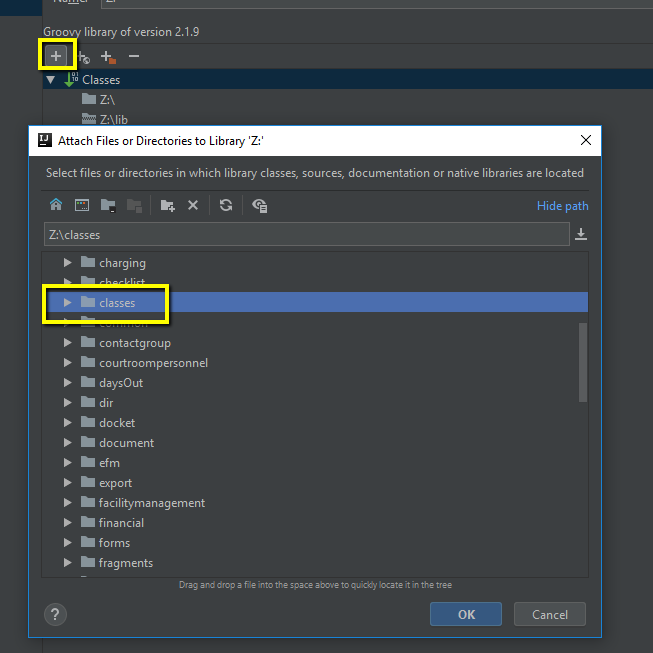 Name:
Z:
Groovy library of version 2.1.9
Classes
Z:\
Z:\lib
Attach Files or Directories to Library 'Z:'
Select files or directories in which library classes, sources, documentation or native libraries are located
Hide path
Z:\classes
charging
checklist
classes
common
contactgroup
courtroompersonnel
daysOut
dir
docket
document
efm
export
facilitymanagement
financial
forms
fragments
Drag and drop a file into the space above to quickly locate it in the tree
?
OK
Cancel